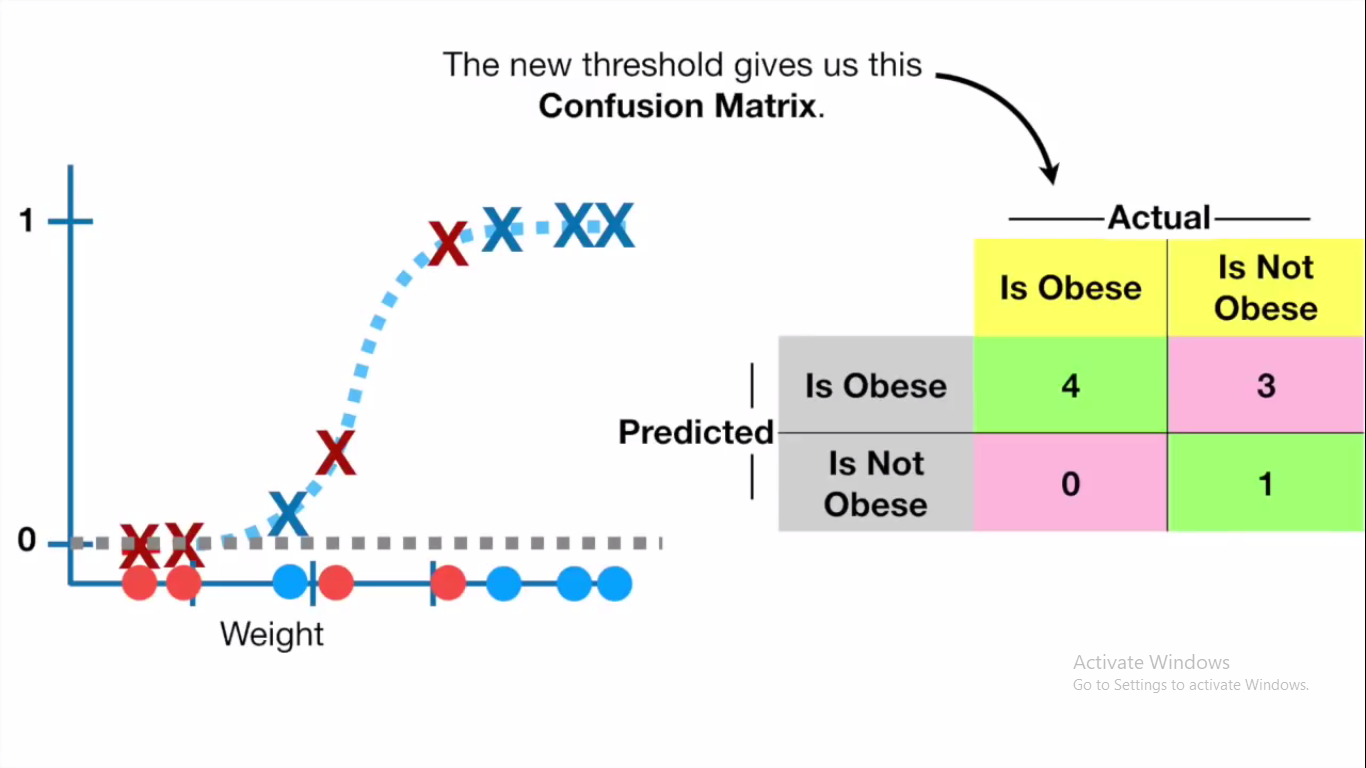 The new threshold gives us this
Confusion Matrix.
1
0
Weight
Actual
Is Obese
Is Not
Obese
Predicted
Is Obese
4
3
Is Not
Obese
0
1
Activate Windows
Go to Settings to activate Windows.